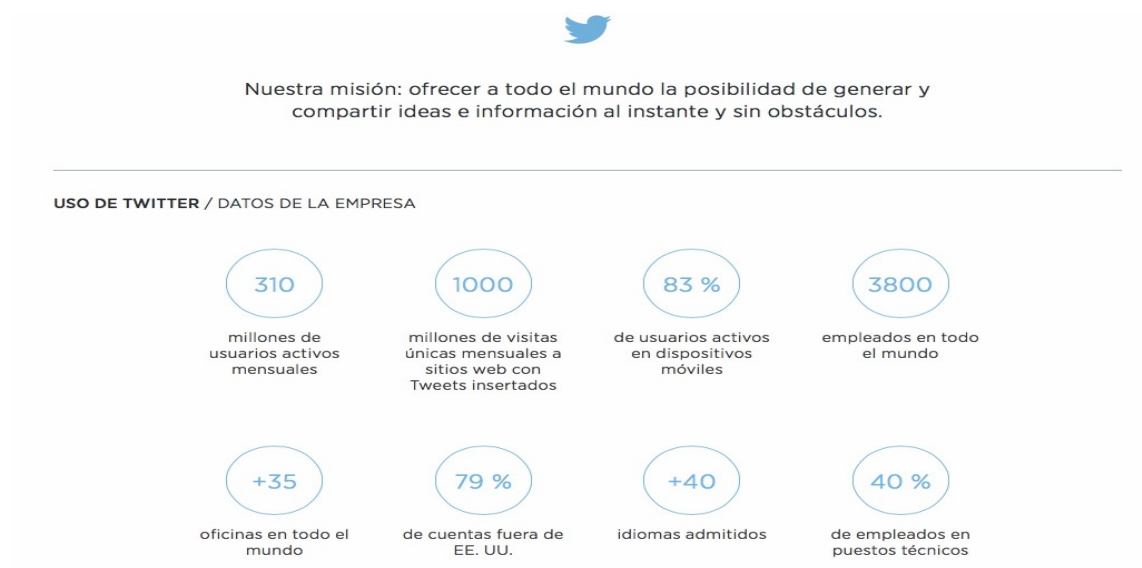 Nuestra misión: ofrecer a todo el mundo la posibilidad de generar y
compartir ideas e información al instante y sin obstáculos.
USO DE TWITTER / DATOS DE LA EMPRESA
310
millones de
usuarios activos
mensuales
1000
millones de visitas
únicas mensuales a
sitios web con
Tweets insertados
83 %
de usuarios activos
en dispositivos
móviles
3800
empleados en todo
el mundo
+35
oficinas en todo el
mundo
79 %
de cuentas fuera de
EE. UU.
+40
idiomas admitidos
40 %
de empleados en
puestos técnicos